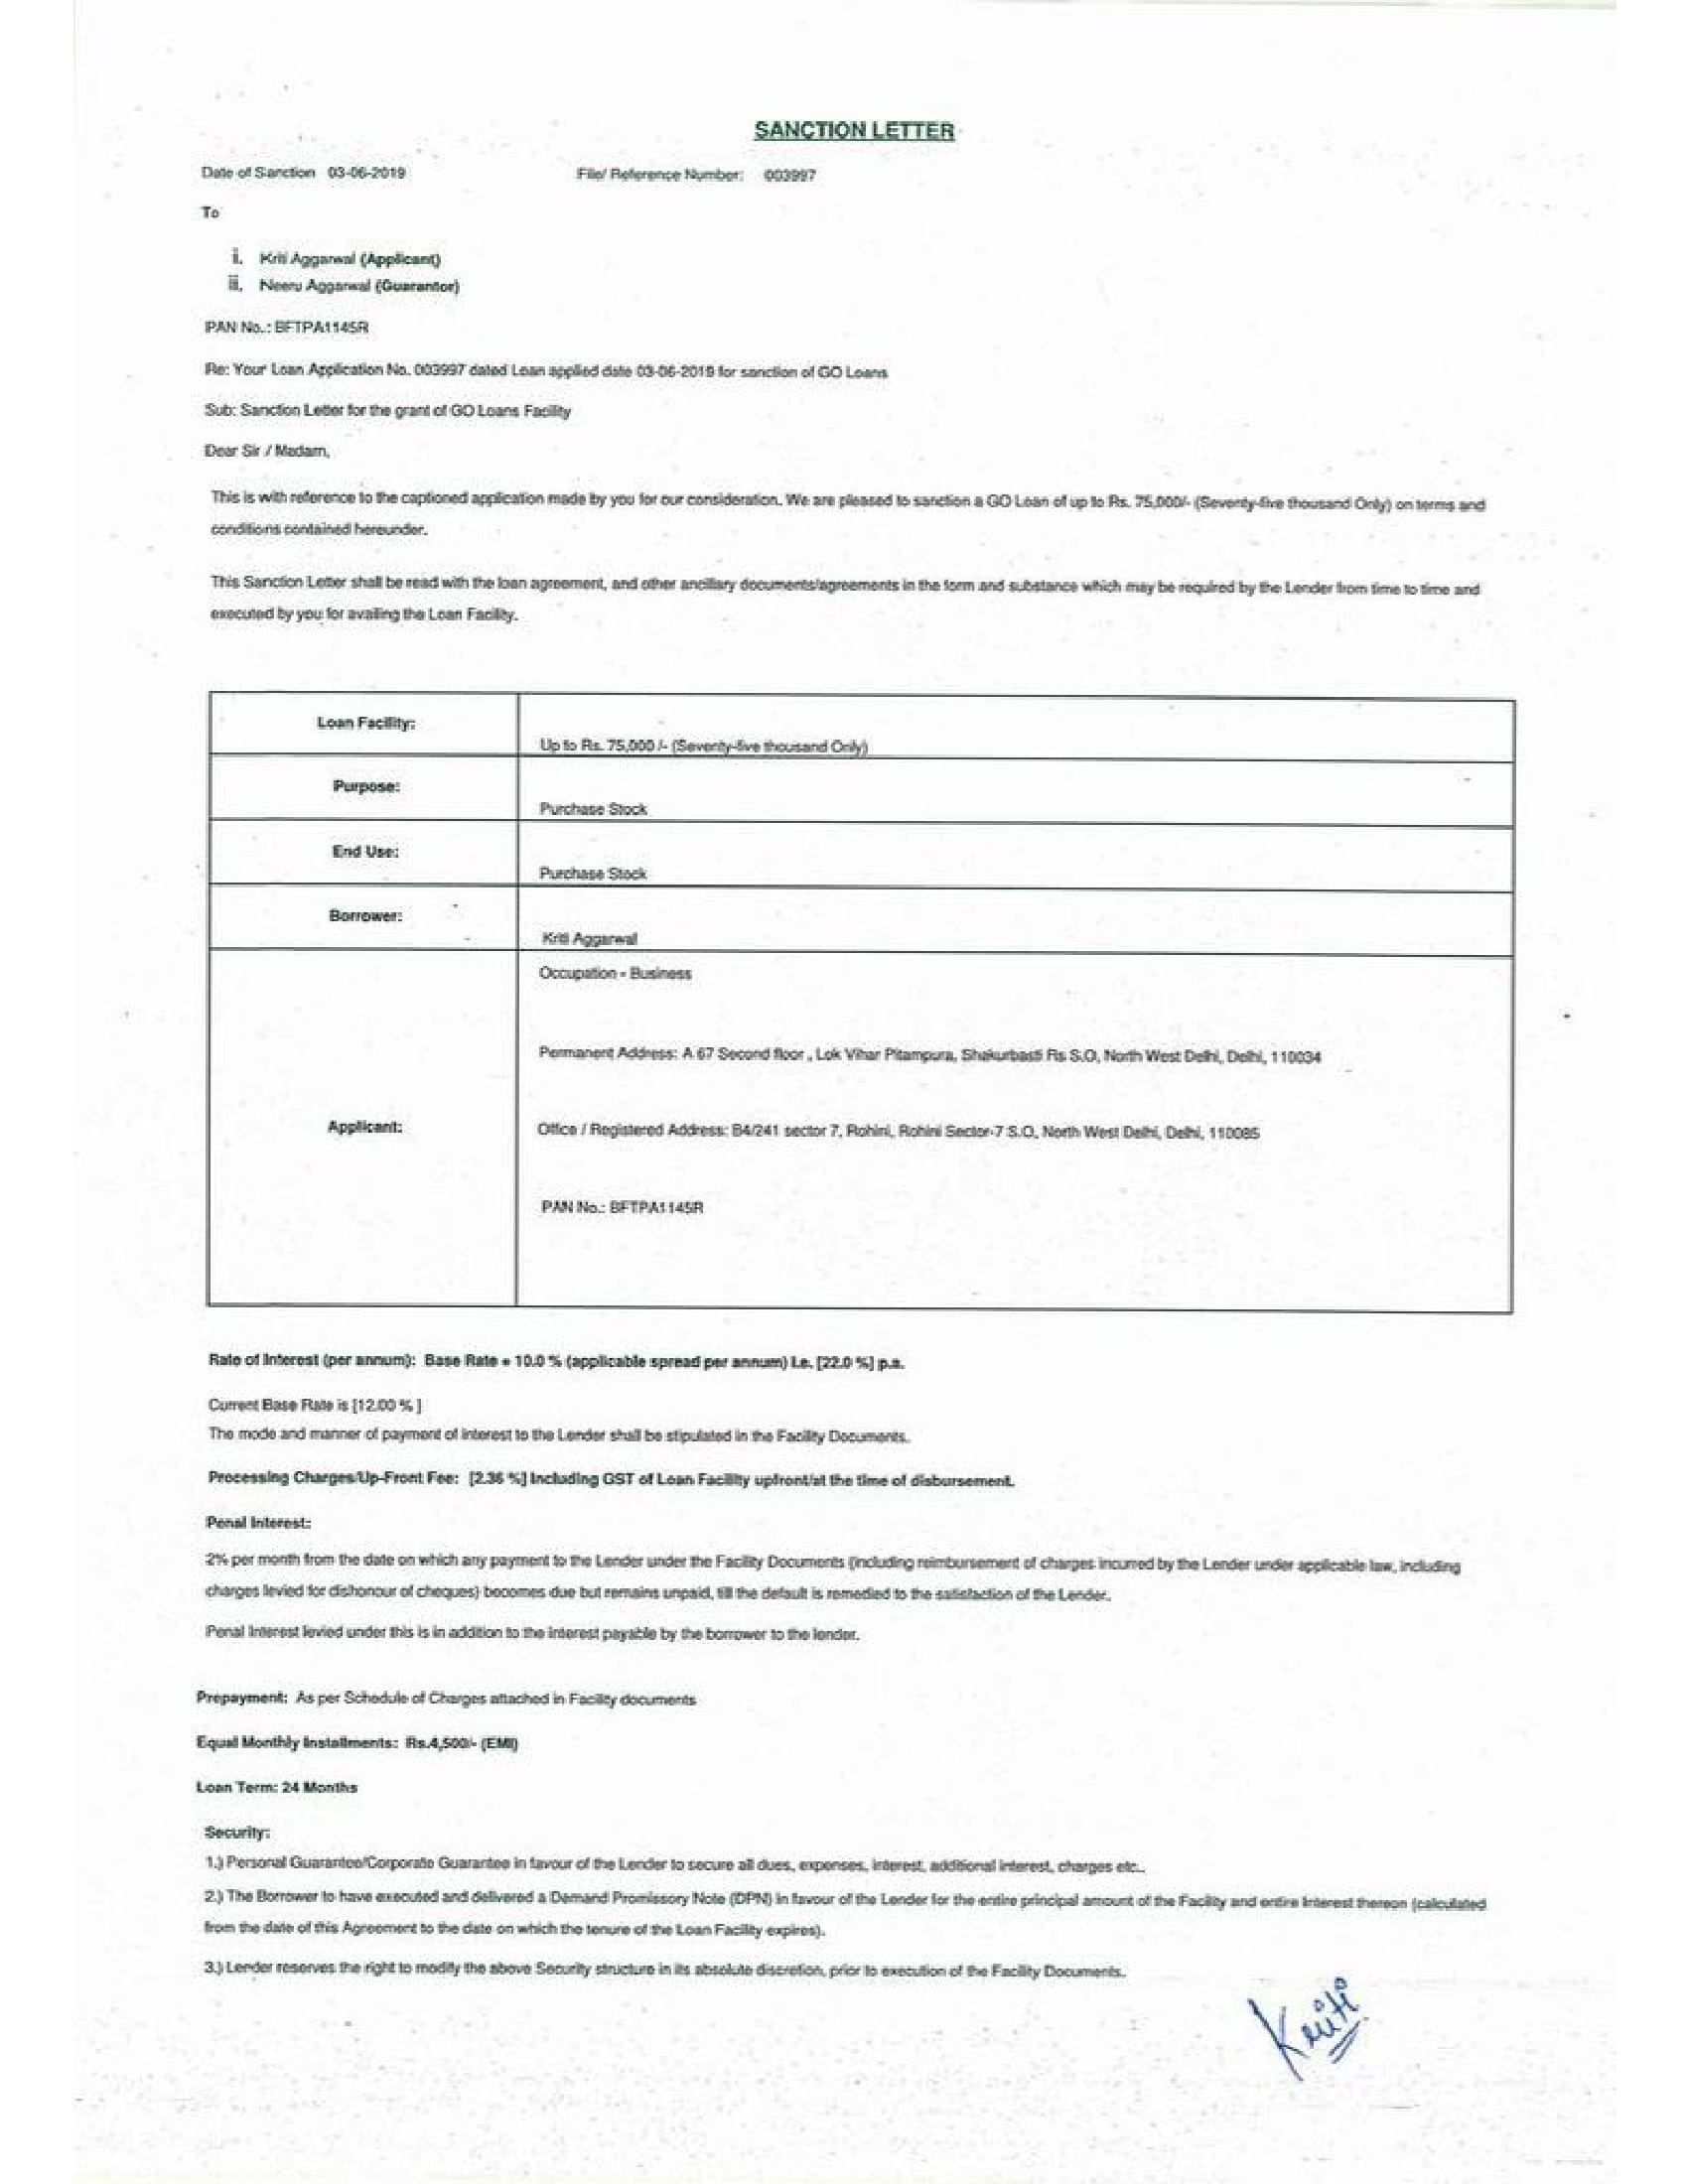 SANCTION LETTER
Date of Sanction 03-06-2019 File/ Reference Number: 003997
To
i. Kriti Aggarwal (Applicant)
ii. Neeru Aggarwal (Guarantor)
PAN No.: BFTPA1145R
Re: Your Loan Application No. 003997 dated Loan applied date 03-06-2019 for sanction of GO Loans
Sub: Sanction Letter for the grant of GO Loans Facility
Dear Sir / Madam,
This is with reference to the captioned application made by you for our consideration. We are pleased to sanction a GO Loan of up to Rs. 75,000/- (Seventy-five thousand Only) on terms and
conditions contained hereunder.
This Sanction Letter shall be read with the loan agreement, and other ancillary documents/agreements in the form and substance which may be required by the Lender from time to time and
executed by you for availing the Loan Facility.
Loan Facility:
Up to Rs. 75,000 /- (Seventy-five thousand Only)
Purpose:
Purchase Stock
End Use:
Purchase Stock
Borrower:
Kriti Aggarwal
Applicant:
Occupation - Business
Permanent Address: A 67 Second floor , Lok Vihar Pitampura, Shakurbasti Rs S.O, North West Delhi, Delhi, 110034
Office / Registered Address: B4/241 sector 7, Rohini, Rohini Sector-7 S.O, North West Delhi, Delhi, 110085
PAN No.: BFTPA1145R
Rate of Interest (per annum): Base Rate + 10.0 % (applicable spread per annum) i.e. [22.0 %] p.a.
Current Base Rate is [12.00 % ]
The mode and manner of payment of interest to the Lender shall be stipulated in the Facility Documents.
Processing Charges/Up-Front Fee: [2.36 %] Including GST of Loan Facility upfront/at the time of disbursement.
Penal Interest:
2% per month from the date on which any payment to the Lender under the Facility Documents (including reimbursement of charges incurred by the Lender under applicable law, including
charges levied for dishonour of cheques) becomes due but remains unpaid, till the default is remedied to the satisfaction of the Lender.
Penal Interest levied under this is in addition to the interest payable by the borrower to the lender.
Prepayment: As per Schedule of Charges attached in Facility documents
Equal Monthly Installments: Rs.4,500/- (EMI)
Loan Term: 24 Months
Security:
1.) Personal Guarantee/Corporate Guarantee in favour of the Lender to secure all dues, expenses, interest, additional interest, charges etc..
2.) The Borrower to have executed and delivered a Demand Promissory Note (DPN) in favour of the Lender for the entire principal amount of the Facility and entire Interest thereon (calculated
from the date of this Agreement to the date on which the tenure of the Loan Facility expires).
3.) Lender reserves the right to modify the above Security structure in its absolute discretion, prior to execution of the Facility Documents.
Kriti